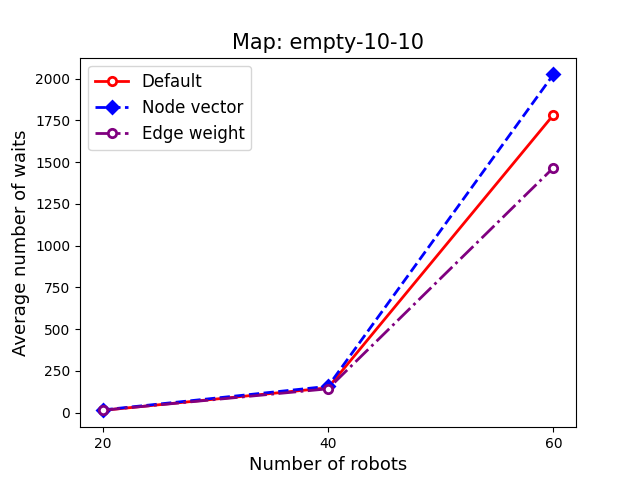 Map: empty-10-10
Default
Node vector
Edge weight
2000
1750
1500
1250
1000
750
500
250
0
Average number of waits
20
40
60
Number of robots